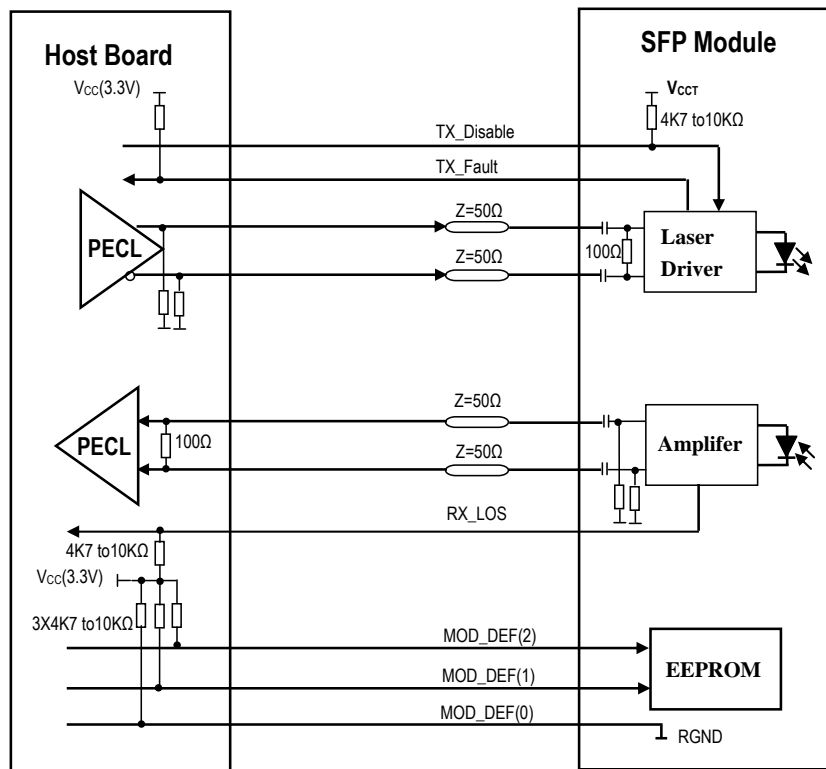 Host Board
SFP Module
VCC(3.3V)
VCCT
4K7 to10KΩ
TX_Disable
TX_Fault
PECL
Z=50Ω
Z=50Ω
100Ω
Laser
Driver
PECL
100Ω
Z=50Ω
Z=50Ω
Amplifer
RX_LOS
4K7 to10KΩ
VCC(3.3V)
3X4K7 to10KΩ
MOD_DEF(2)
MOD_DEF(1)
MOD_DEF(0)
EEPROM
RGND